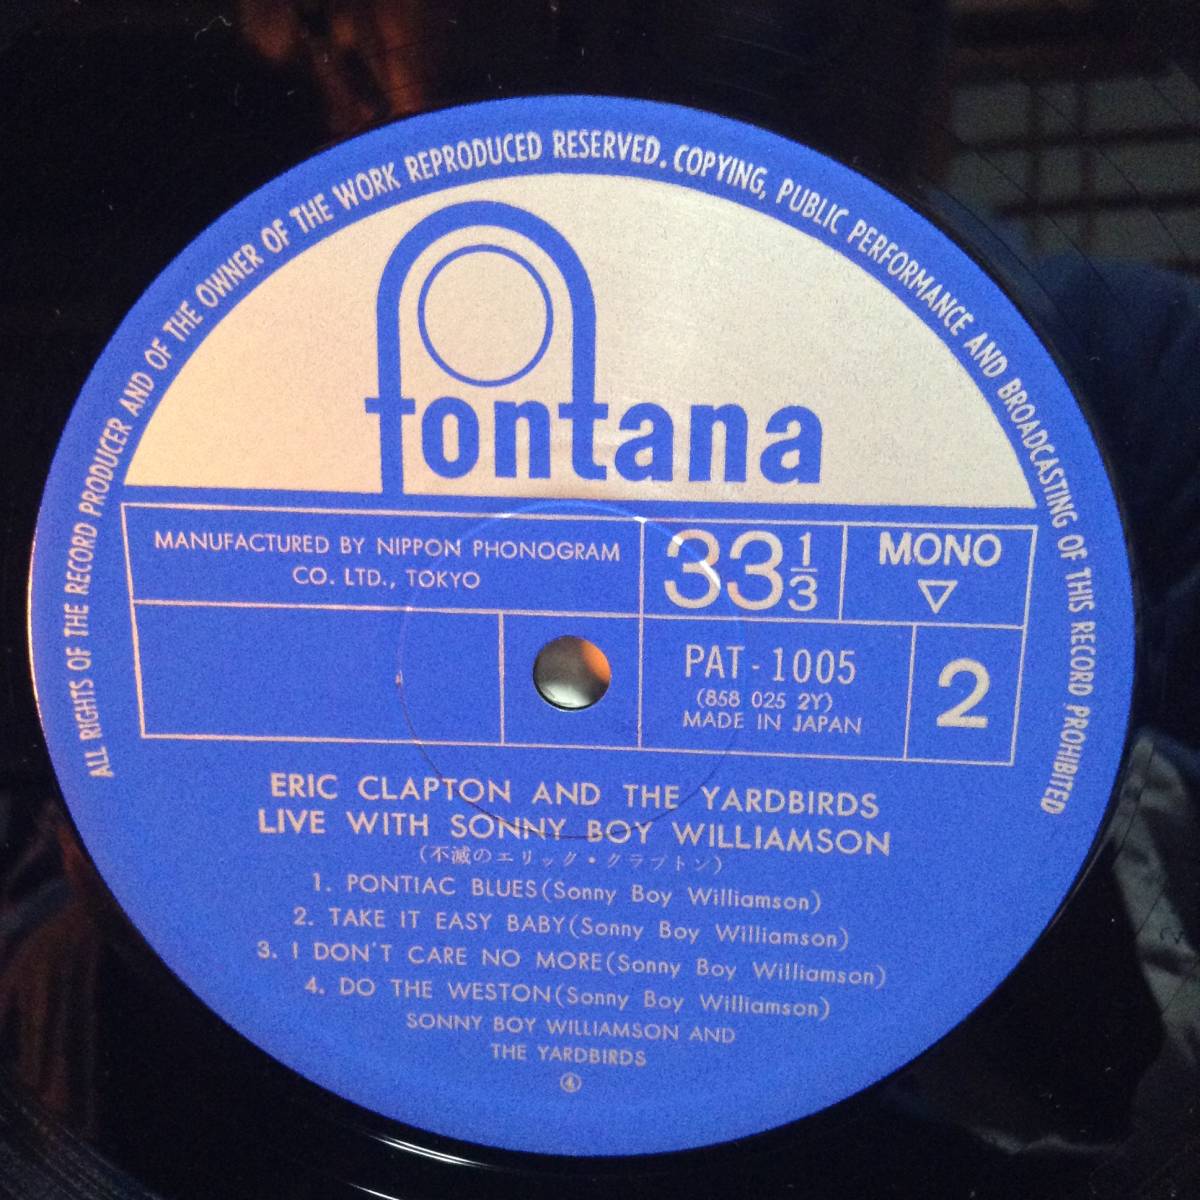 ALL RIGHTS OF THE RECORD PRODUCER AND OF THE OWNER OF THE WORK REPRODUCED RESERVED. COPYING, PUBLIC PERFORMANCE AND BROADCASTING OF THIS RECORD PROHIBITED
fontana
MANUFACTURED BY NIPPON PHONOGRAM
CO. LTD., TOKYO
33 1/3
MONO
▽
PAT-1005
(858 025 2Y)
MADE IN JAPAN
2
ERIC CLAPTON AND THE YARDBIRDS
LIVE WITH SONNY BOY WILLIAMSON
(不滅のエリック・クラプトン)
1. PONTIAC BLUES(Sonny Boy Williamson)
2. TAKE IT EASY BABY(Sonny Boy Williamson)
3. I DON'T CARE NO MORE(Sonny Boy Williamson)
4. DO THE WESTON(Sonny Boy Williamson)
SONNY BOY WILLIAMSON AND
THE YARDBIRDS
④